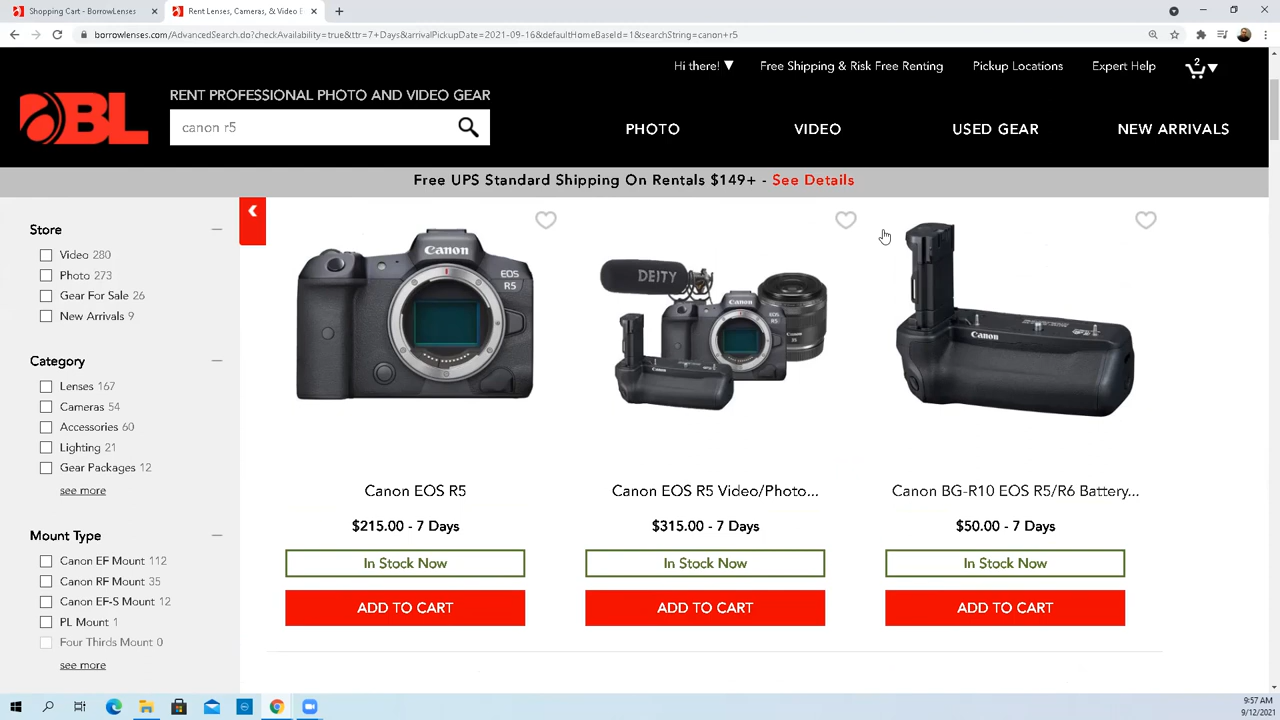 Shopping Cart - BorrowLenses
Rent Lenses, Cameras, & Video E
borrowlenses.com/AdvancedSearch.do?checkAvailability=true&ttr=7+Days&arrivalPickupDate=2021-09-16&defaultHomeBaseId=1&searchString=canon+r5
Hi there! ▼ Free Shipping & Risk Free Renting Pickup Locations Expert Help 2
BL
RENT PROFESSIONAL PHOTO AND VIDEO GEAR
canon r5
PHOTO VIDEO USED GEAR NEW ARRIVALS
Free UPS Standard Shipping On Rentals $149+ - See Details
Store
Video 280
Photo 273
Gear For Sale 26
New Arrivals 9
Category
Lenses 167
Cameras 54
Accessories 60
Lighting 21
Gear Packages 12
see more
Mount Type
Canon EF Mount 112
Canon RF Mount 35
Canon EF-S Mount 12
PL Mount 1
Four Thirds Mount 0
see more
Canon
EOS
R5
Canon EOS R5
$215.00 - 7 Days
In Stock Now
ADD TO CART
DEITY
Canon
Canon EOS R5 Video/Photo...
$315.00 - 7 Days
In Stock Now
ADD TO CART
Canon
Canon BG-R10 EOS R5/R6 Battery...
$50.00 - 7 Days
In Stock Now
ADD TO CART
9:57 AM
9/12/2021